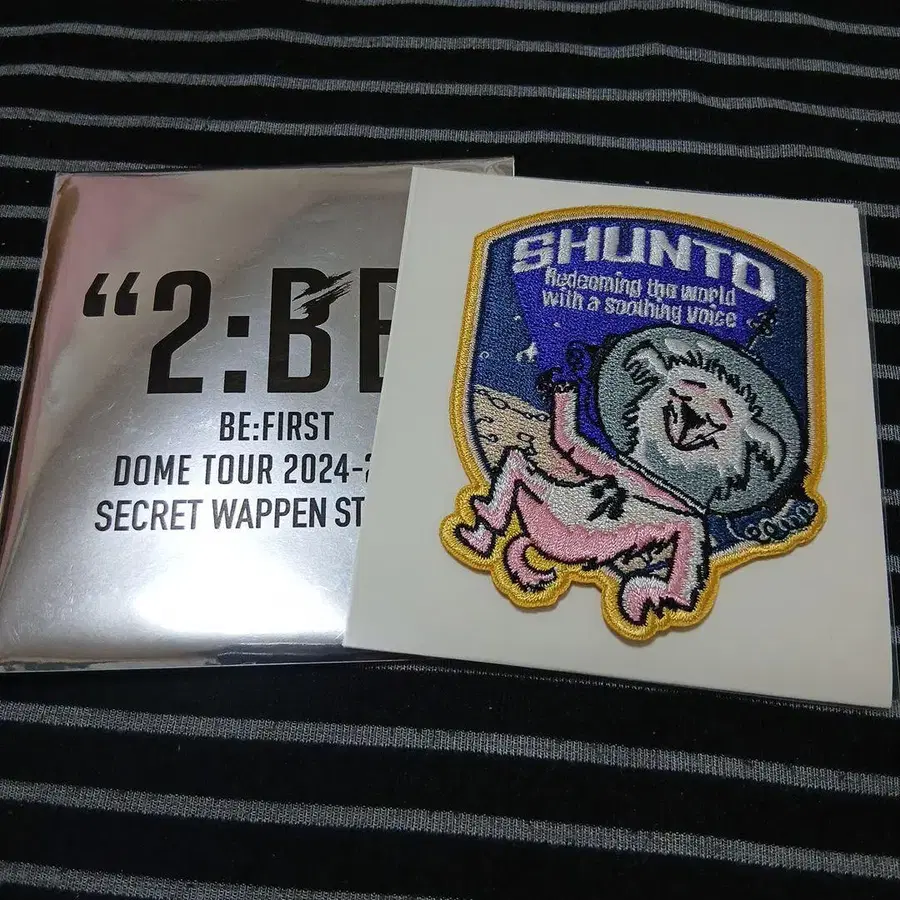 “2:BE
BE:FIRST
DOME TOUR 2024-2
SECRET WAPPEN ST
SHUNTO
Redeeming the world
with a soothing voice